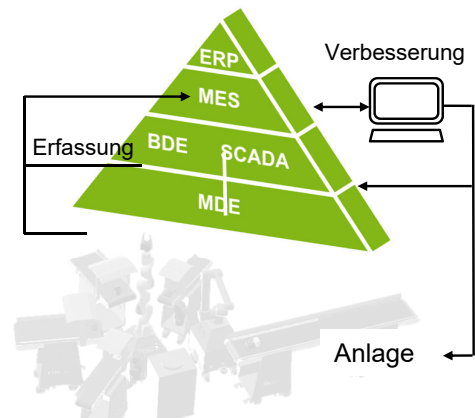 ERP
Verbesserung
MES
Erfassung
BDE SCADA
MDE
Anlage